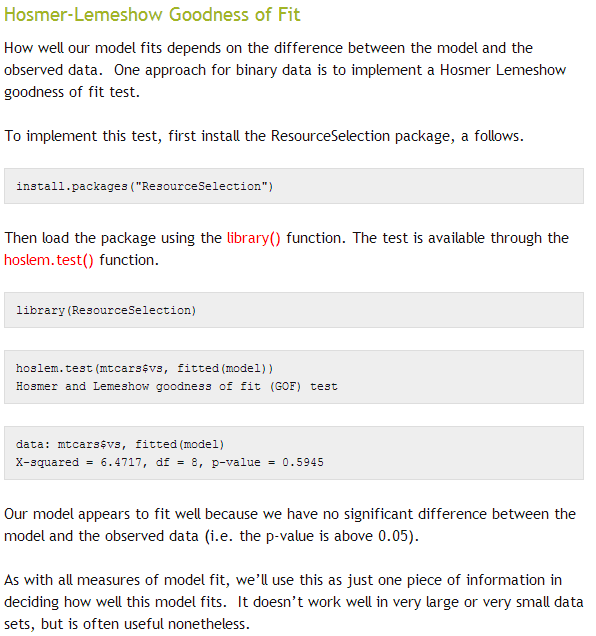 Hosmer-Lemeshow Goodness of Fit
How well our model fits depends on the difference between the model and the
observed data.  One approach for binary data is to implement a Hosmer Lemeshow
goodness of fit test.
To implement this test, first install the ResourceSelection package, a follows.
install.packages("ResourceSelection")
Then load the package using the library() function. The test is available through the
hoslem.test() function.
library(ResourceSelection)
hoslem.test(mtcars$vs, fitted(model))
Hosmer and Lemeshow goodness of fit (GOF) test
data: mtcars$vs, fitted(model)
X-squared = 6.4717, df = 8, p-value = 0.5945
Our model appears to fit well because we have no significant difference between the
model and the observed data (i.e. the p-value is above 0.05).
As with all measures of model fit, we’ll use this as just one piece of information in
deciding how well this model fits.  It doesn’t work well in very large or very small data
sets, but is often useful nonetheless.